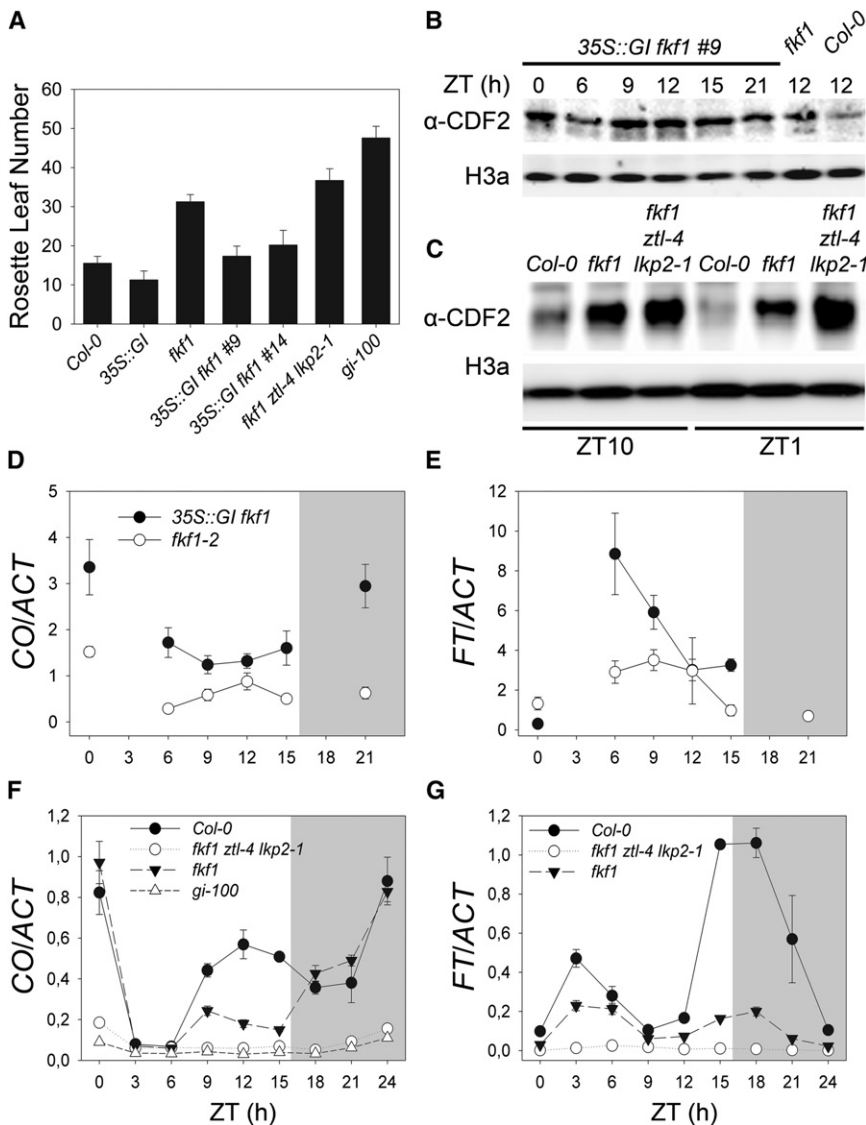 A
Rosette Leaf Number
60
50
40
30
20
10
0
Col-0
35S::GI
fkf1
35S::GI fkf1 #9
35S::GI fkf1 #14
fkf1 ztl-4 lkp2-1
gi-100
B
35S::GI fkf1 #9
fkf1
Col-0
ZT (h) 0 6 9 12 15 21 12 12
α-CDF2
H3a
C
fkf1 fkf1
ztl-4 ztl-4
Col-0 fkf1 lkp2-1 Col-0 fkf1 lkp2-1
α-CDF2
H3a
ZT10 ZT1
D
CO/ACT
5
4
3
2
1
0
35S::GI fkf1
fkf1-2
0 3 6 9 12 15 18 21
E
FT/ACT
12
10
8
6
4
2
0
0 3 6 9 12 15 18 21
F
CO/ACT
1,2
1,0
0,8
0,6
0,4
0,2
0,0
Col-0
fkf1 ztl-4 lkp2-1
fkf1
gi-100
0 3 6 9 12 15 18 21 24
ZT (h)
G
FT/ACT
1,2
1,0
0,8
0,6
0,4
0,2
0,0
Col-0
fkf1 ztl-4 lkp2-1
fkf1
0 3 6 9 12 15 18 21 24
ZT (h)